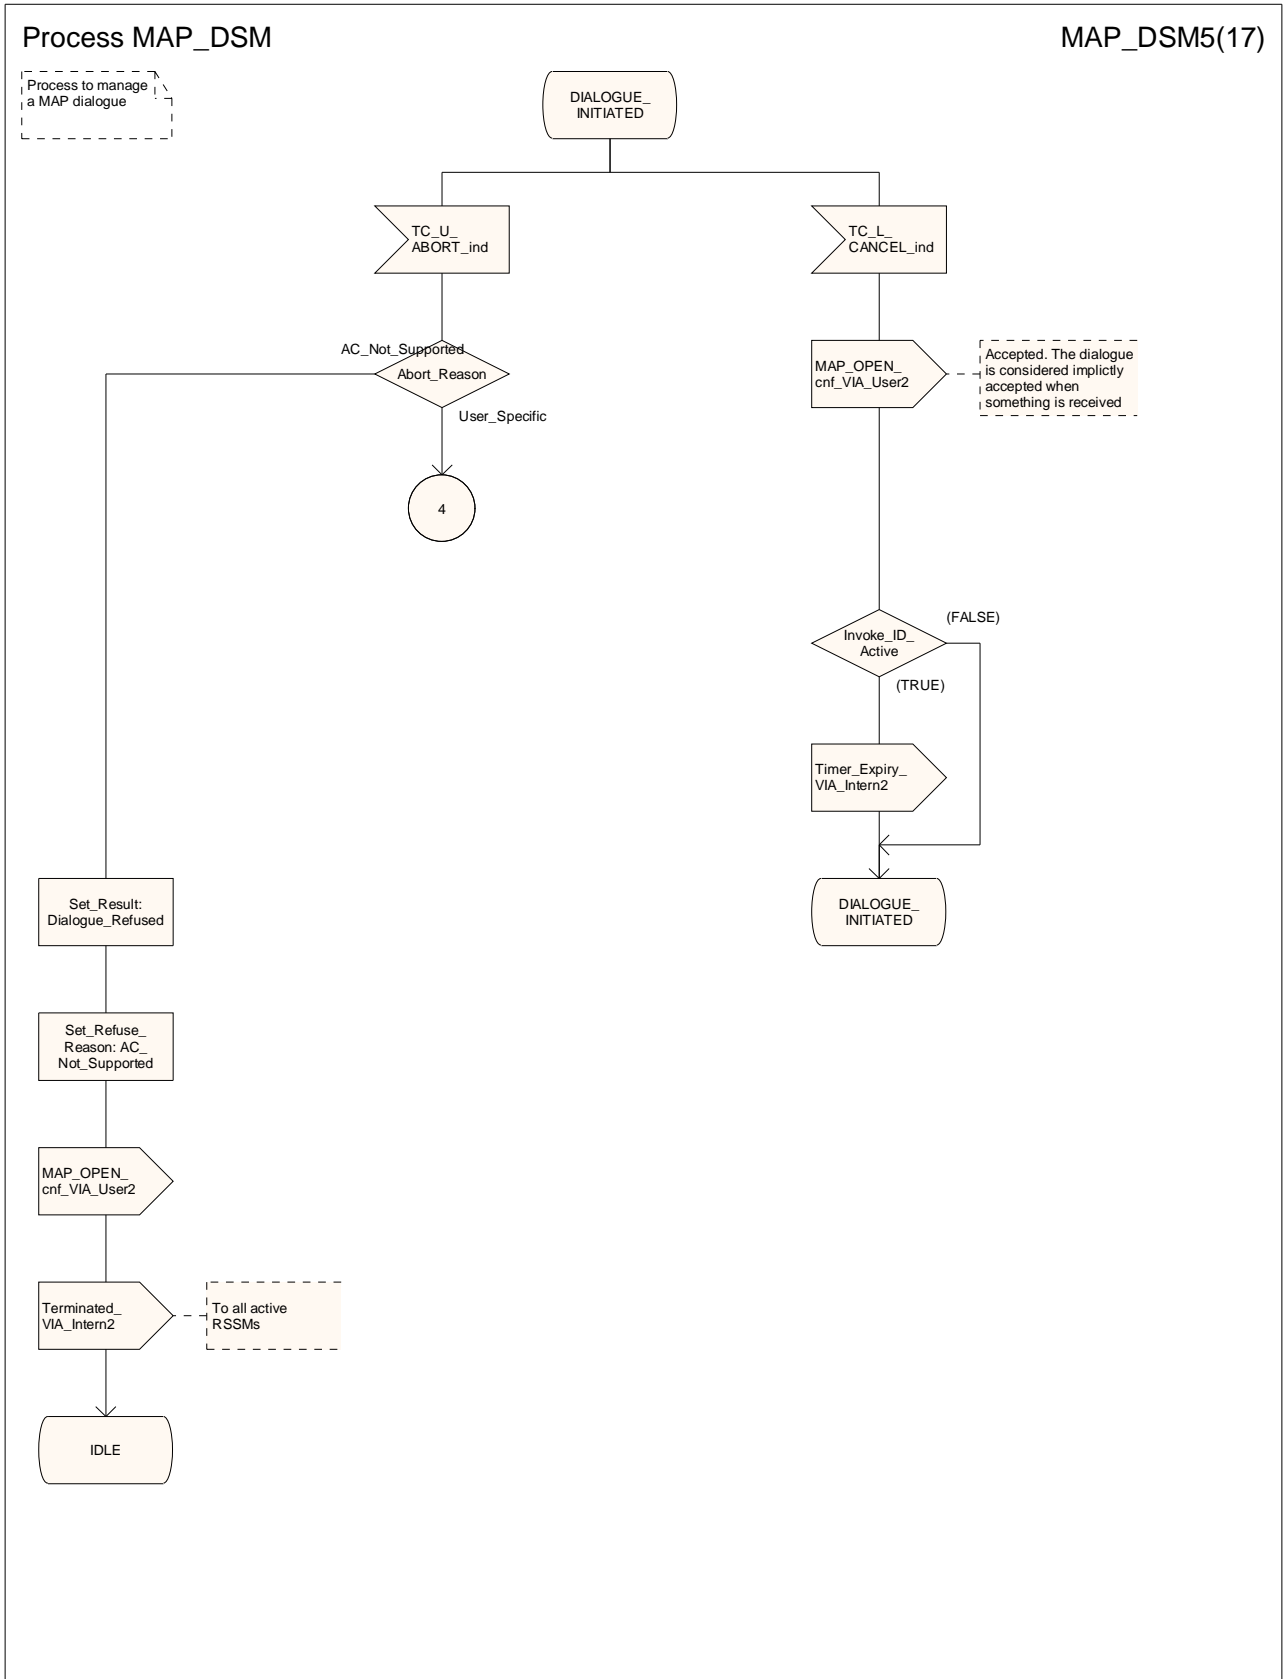 Process MAP_DSM
MAP_DSM5(17)
Process to manage
a MAP dialogue
DIALOGUE_
INITIATED
TC_U_
ABORT_ind
TC_L_
CANCEL_ind
AC_Not_Supported
Abort_Reason
User_Specific
4
MAP_OPEN_
cnf_VIA_User2
Accepted. The dialogue
is considered implictly
accepted when
something is received
Invoke_ID_
Active
(FALSE)
(TRUE)
Timer_Expiry_
VIA_Intern2
DIALOGUE_
INITIATED
Set_Result:
Dialogue_Refused
Set_Refuse_
Reason: AC_
Not_Supported
MAP_OPEN_
cnf_VIA_User2
Terminated_
VIA_Intern2
To all active
RSSMs
IDLE